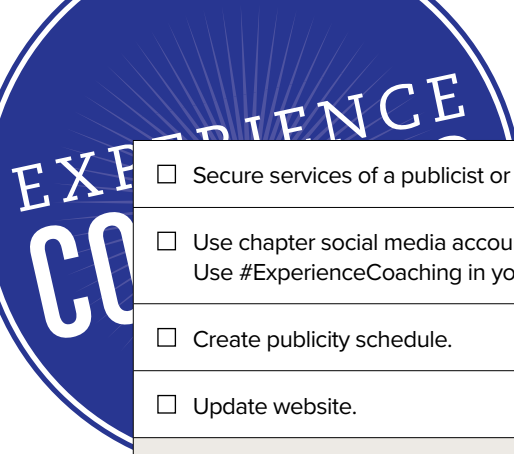 EXPERIENCE
CO
☐ Secure services of a publicist or
☐ Use chapter social media accou
Use #ExperienceCoaching in yo
☐ Create publicity schedule.
☐ Update website.